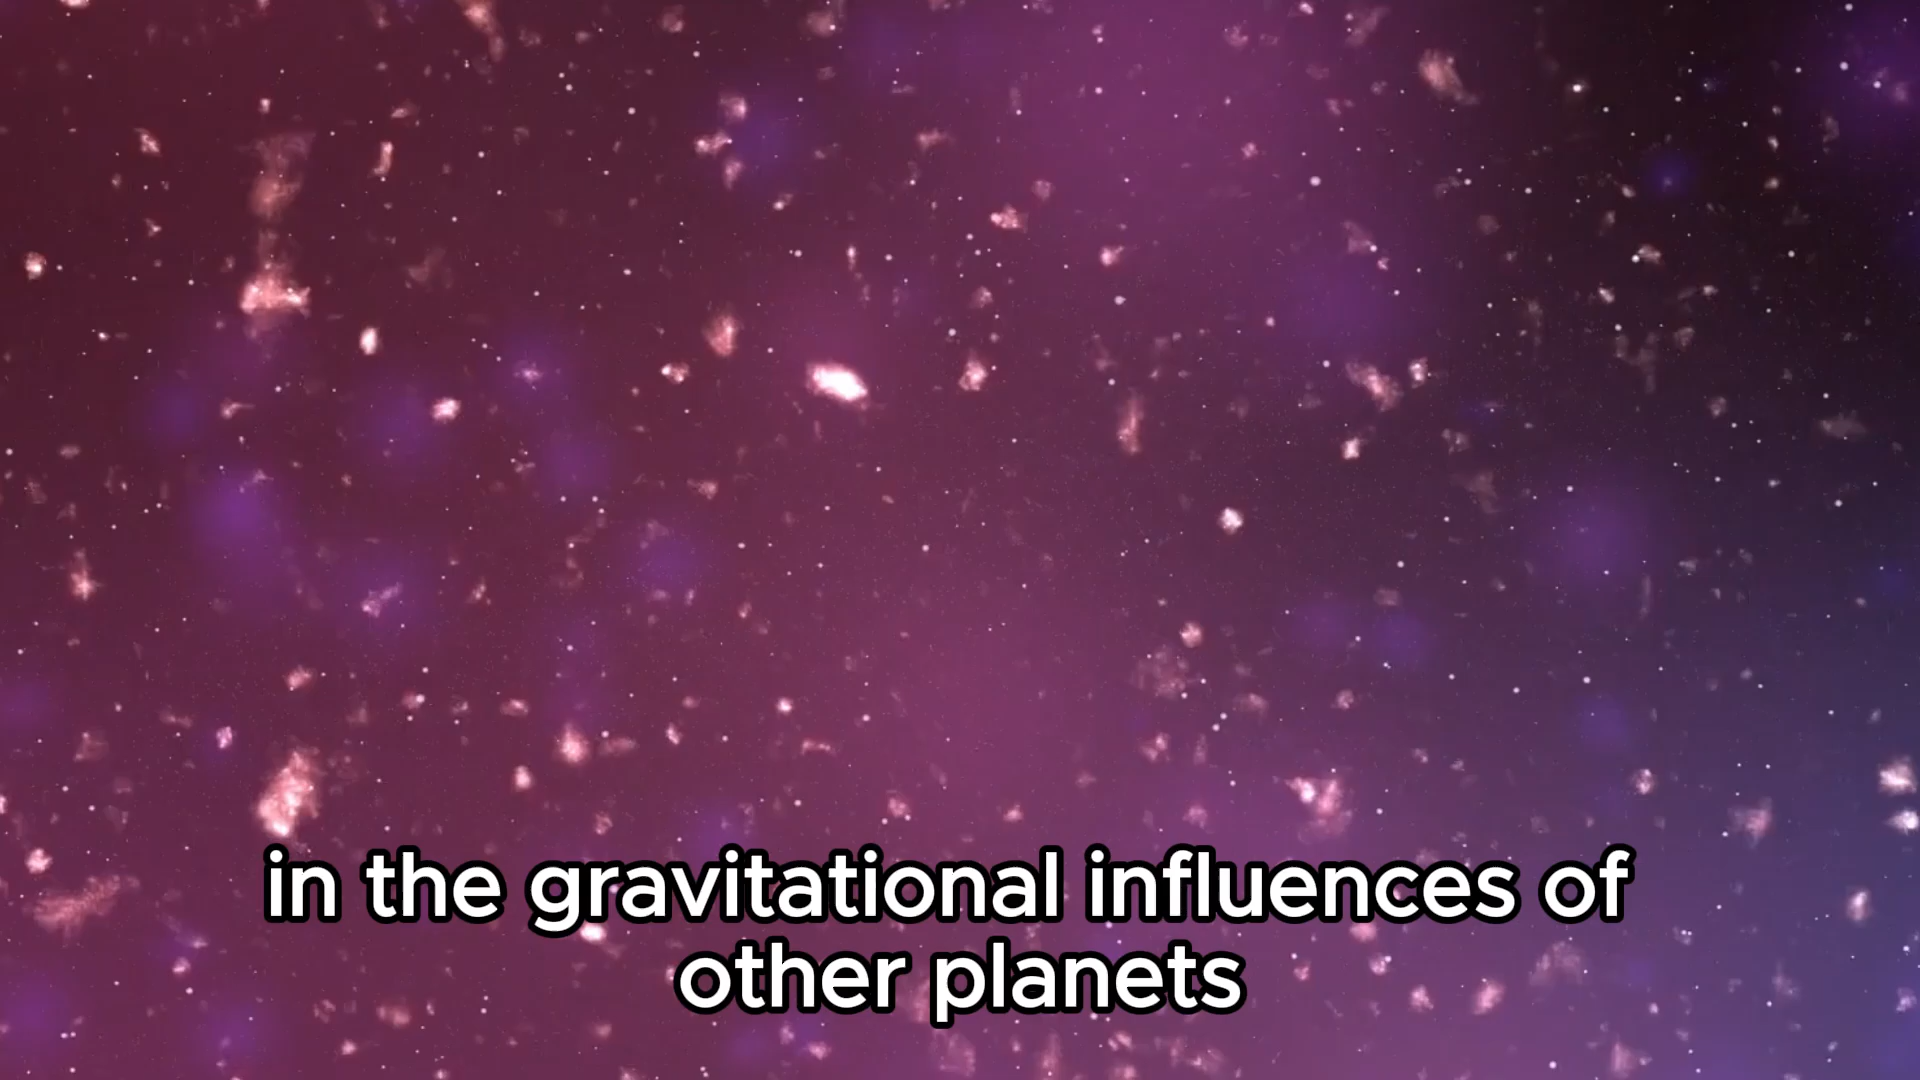 in the gravitational influences of
other planets